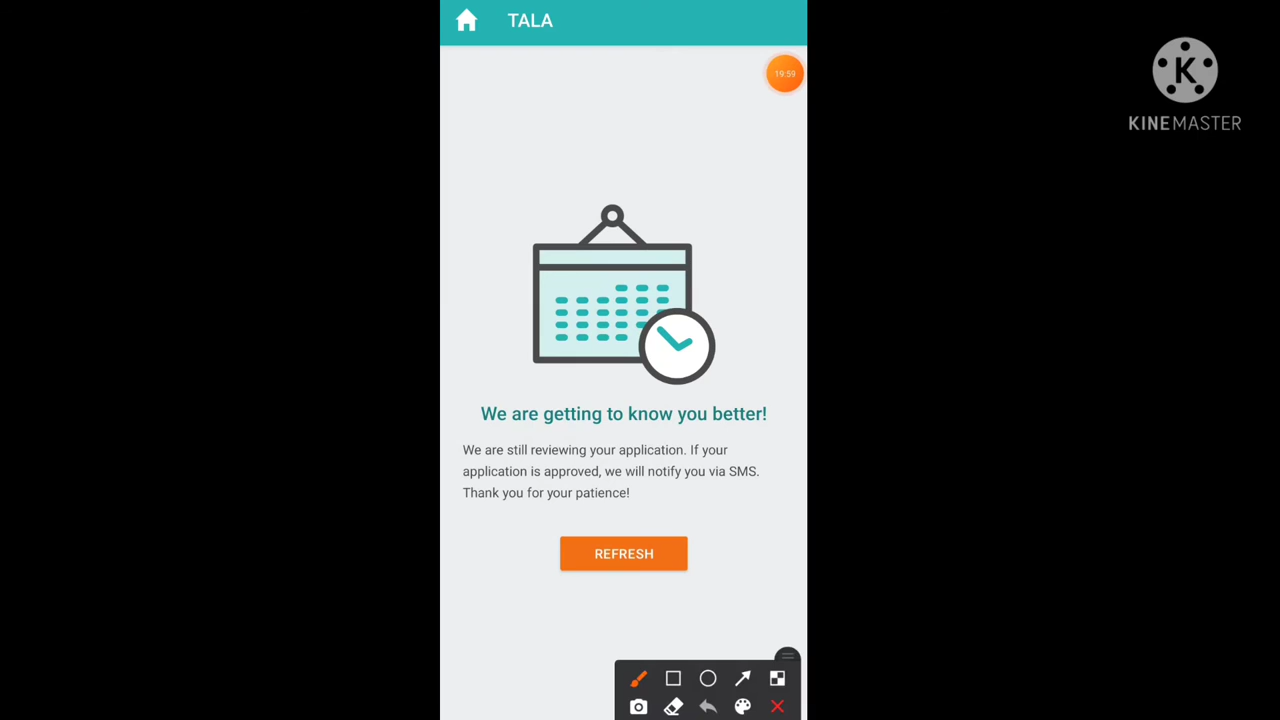 TALA
19:59
KINEMASTER
We are getting to know you better!
We are still reviewing your application. If your
application is approved, we will notify you via SMS.
Thank you for your patience!
REFRESH